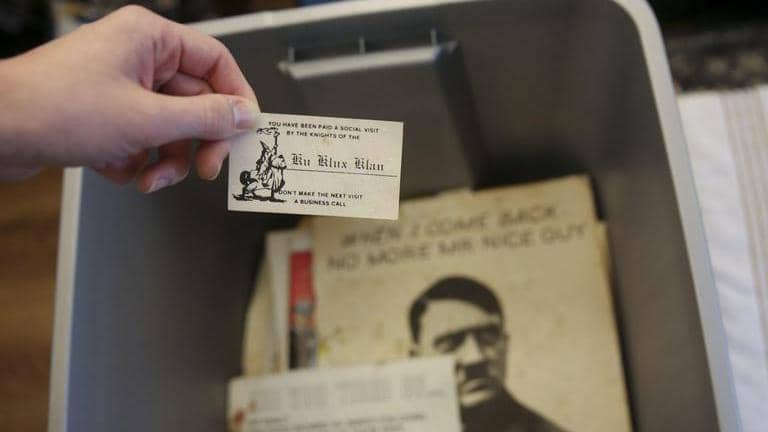 YOU HAVE BEEN PAID A SOCIAL VISIT
BY THE KNIGHTS OF THE
Ku Klux Klan
DON'T MAKE THE NEXT VISIT
A BUSINESS CALL
WHEN I COME BACK
NO MORE MR NICE GUY